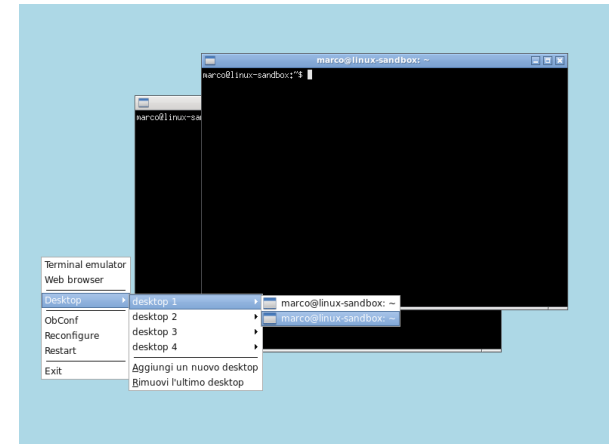 marco@linux-sandbox: ~
marco@linux-sandbox:~$
marco@linux-sa
Terminal emulator
Web browser
Desktop
ObConf
Reconfigure
Restart
Exit
desktop 1
desktop 2
desktop 3
desktop 4
Aggiungi un nuovo desktop
Rimuovi l'ultimo desktop
marco@linux-sandbox: ~
marco@linux-sandbox: ~